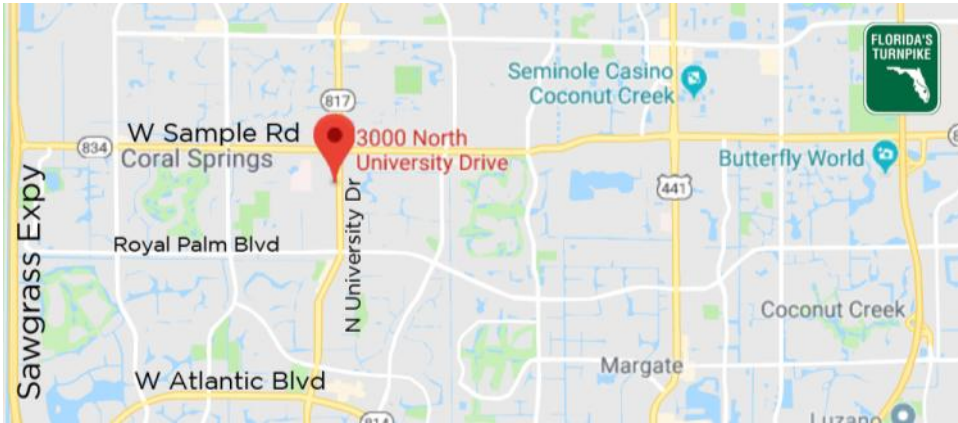 FLORIDA'S
TURNPIKE
Seminole Casino
Coconut Creek
817
W Sample Rd
834
Coral Springs
3000 North
University Drive
Butterfly World
441
Sawgrass Expy
N University Dr
Royal Palm Blvd
Coconut Creek
Margate
W Atlantic Blvd
814
Luzano